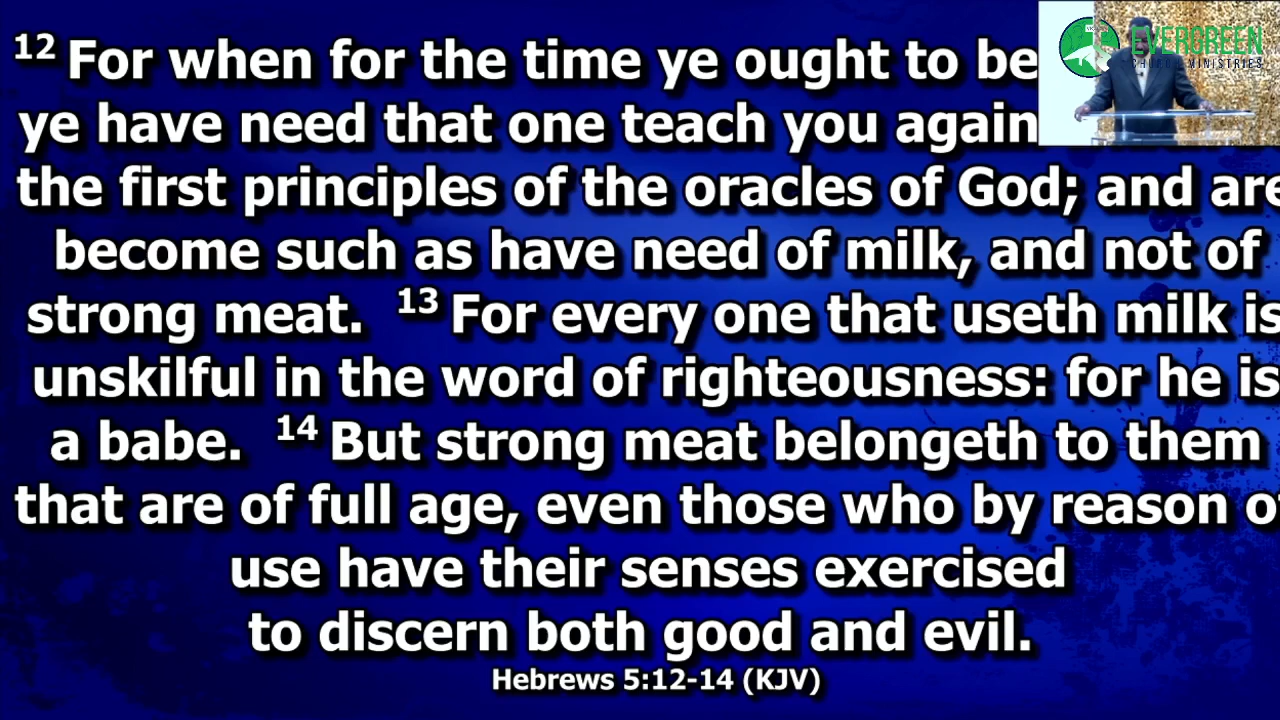 12 For when for the time ye ought to be
ye have need that one teach you again
the first principles of the oracles of God; and are
become such as have need of milk, and not of
strong meat. 13 For every one that useth milk is
unskilful in the word of righteousness: for he is
a babe. 14 But strong meat belongeth to them
that are of full age, even those who by reason of
use have their senses exercised
to discern both good and evil.
Hebrews 5:12-14 (KJV)
EVERGREEN
CHURCH MINISTRIES